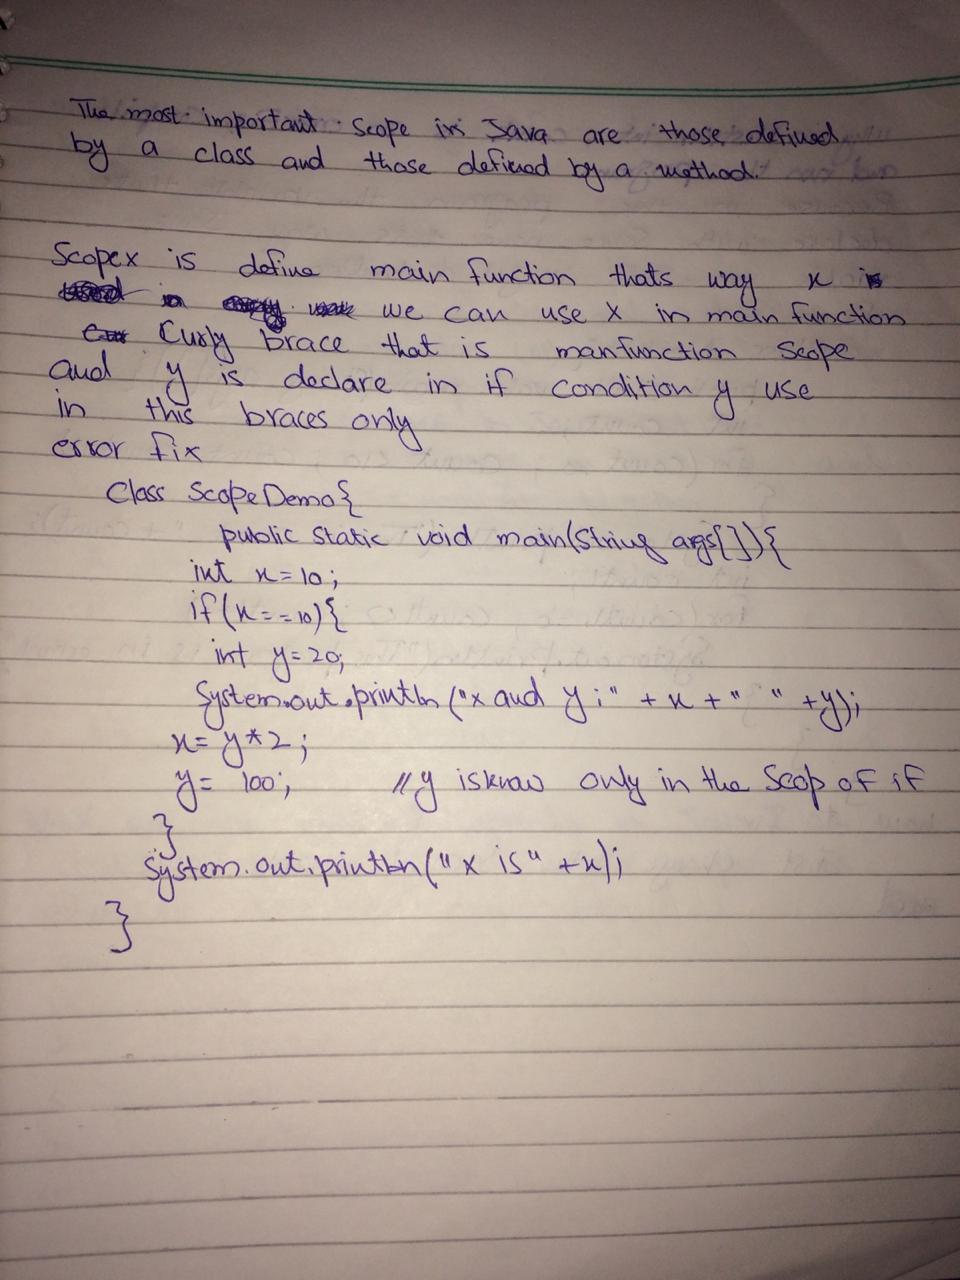 The most important scope in Java are those defined
by a class and those defined by a method.
Scopex is define main function thats way x is
we can use x in main function
Curly brace that is manfunction scope
and y is declare in if condition y use
in this braces only
error fix
Class ScopeDemo{
public static void main(String args[]){
int x=10;
if(x==10){
int y=20;
System.out.println("x and y:" + x + " " +y);
x= y*2;
y= 100; //y isknow only in the Scop of if
}
System.out.println("x is" +x);
}